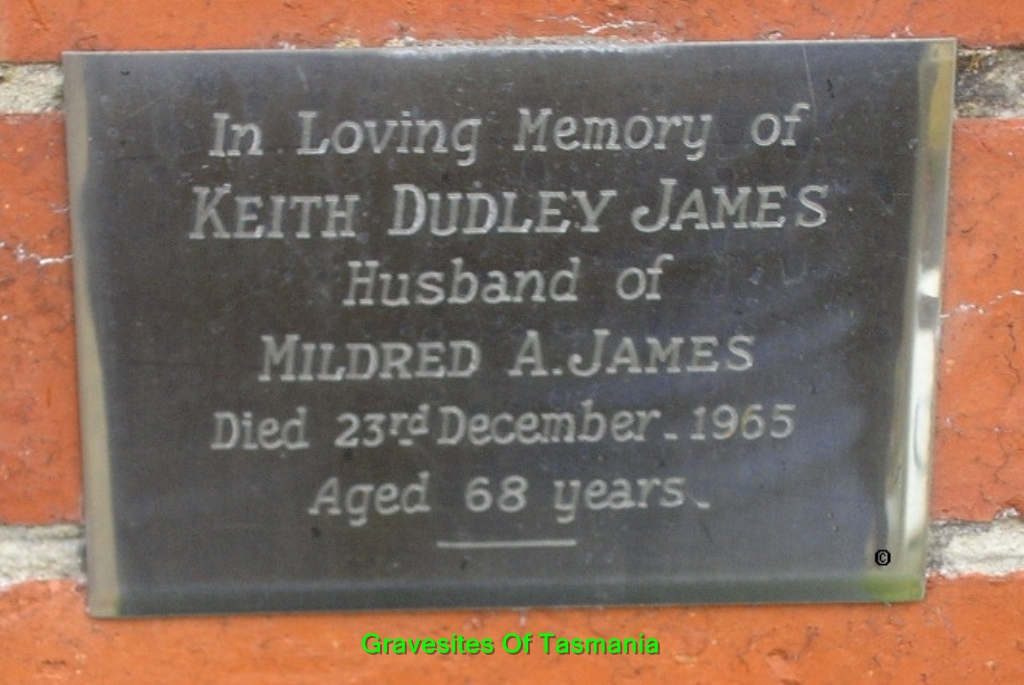 In Loving Memory of
KEITH DUDLEY JAMES
Husband of
MILDRED A. JAMES
Died 23rd December. 1965
Aged 68 years.
©
Gravesites Of Tasmania